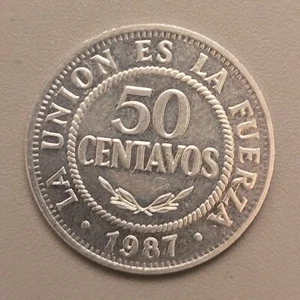 LA UNION ES LA FUERZA
50
CENTAVOS
1987